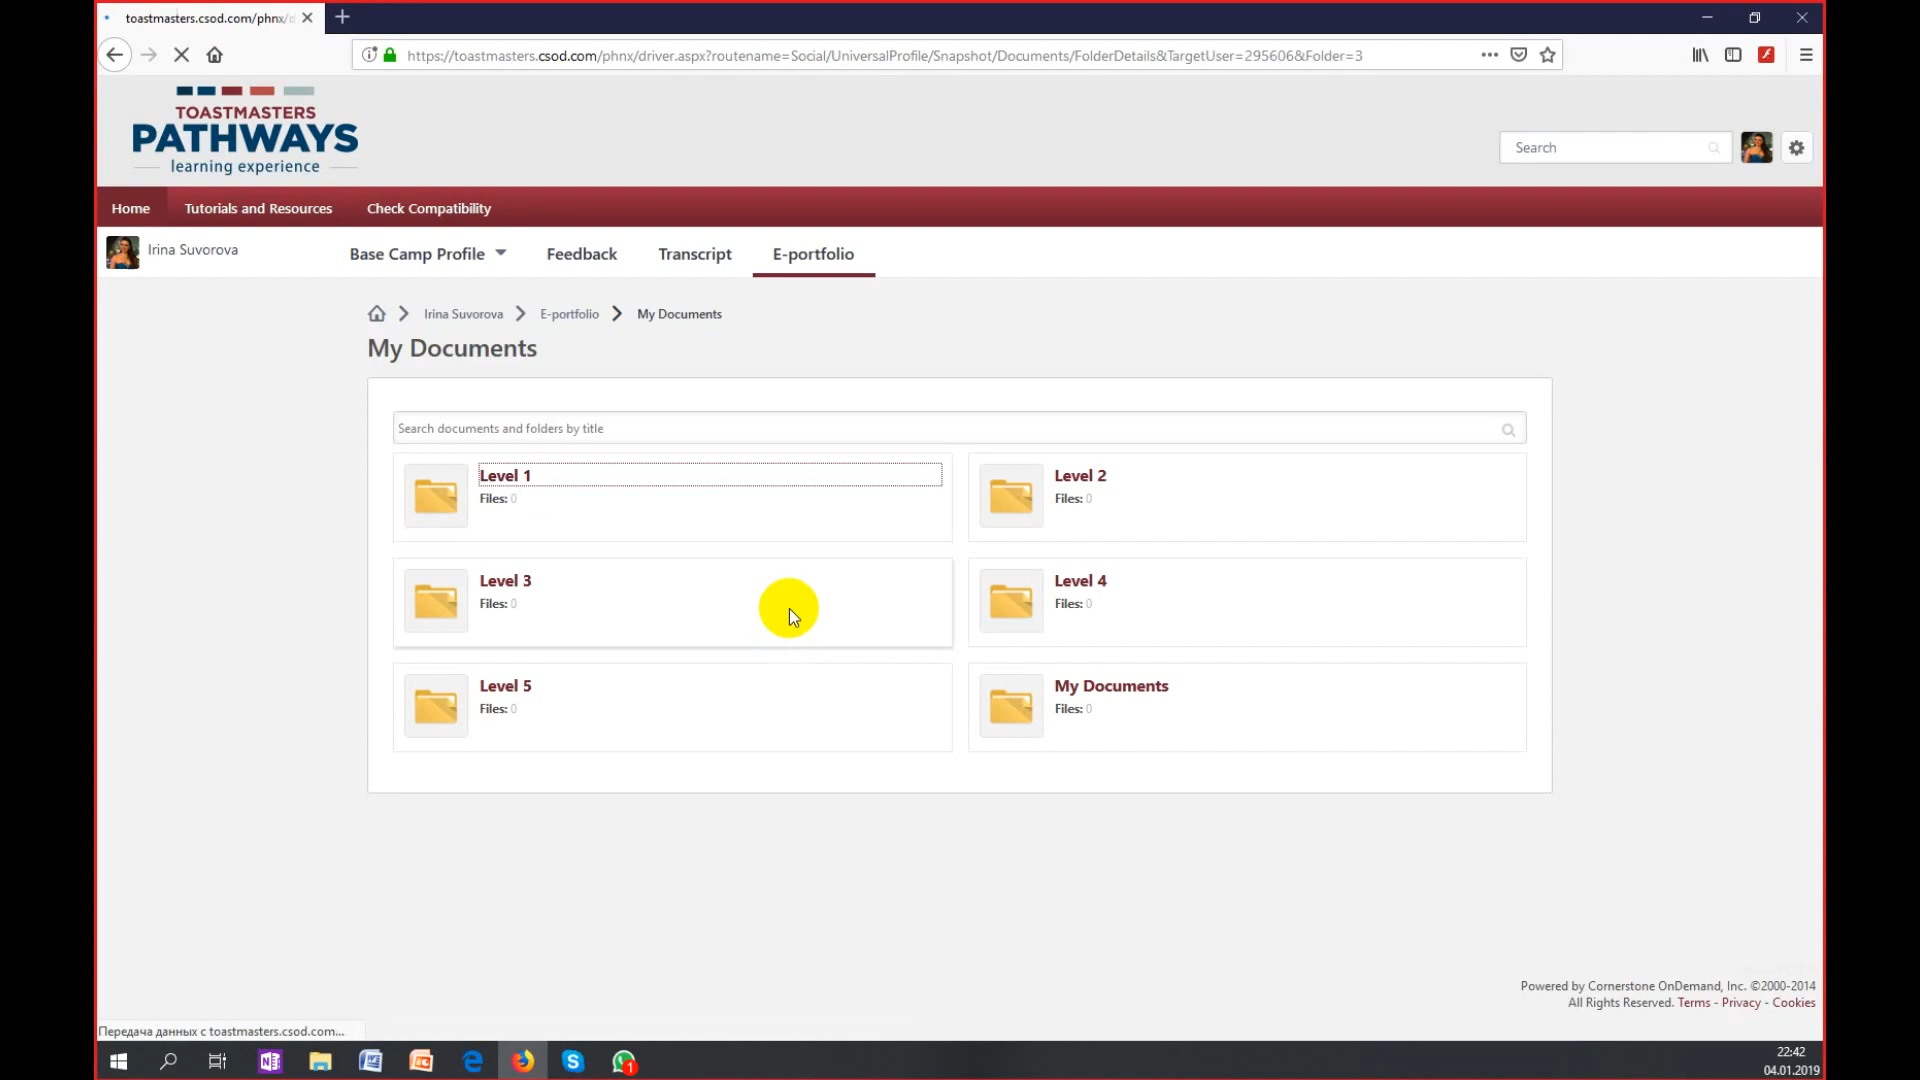 toastmasters.csod.com/phnx/
https://toastmasters.csod.com/phnx/driver.aspx?routename=Social/UniversalProfile/Snapshot/Documents/FolderDetails&TargetUser=295606&Folder=3
TOASTMASTERS
PATHWAYS
learning experience
Search
Home
Tutorials and Resources
Check Compatibility
Irina Suvorova
Base Camp Profile
Feedback
Transcript
E-portfolio
Irina Suvorova
E-portfolio
My Documents
My Documents
Search documents and folders by title
Level 1
Files: 0
Level 2
Files: 0
Level 3
Files: 0
Level 4
Files: 0
Level 5
Files: 0
My Documents
Files: 0
Powered by Cornerstone OnDemand, Inc. ©2000-2014
All Rights Reserved. Terms - Privacy - Cookies
Передача данных с toastmasters.csod.com...
1
22:42
04.01.2019